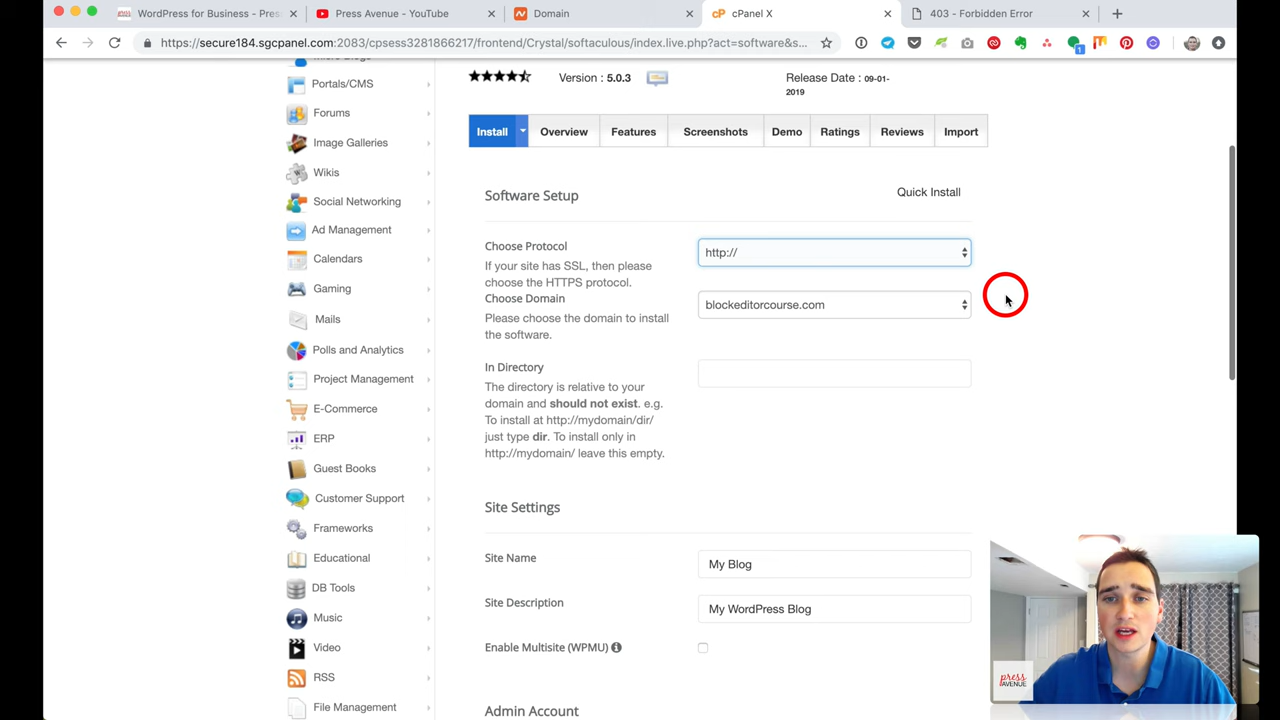 WordPress for Business - Pres
Press Avenue - YouTube
Domain
cP cPanel X
403 - Forbidden Error
https://secure184.sgcpanel.com:2083/cpsess3281866217/frontend/Crystal/softaculous/index.live.php?act=software&s...
Micro Blogs
Portals/CMS
Forums
Image Galleries
Wikis
Social Networking
Ad Management
Calendars
Gaming
Mails
Polls and Analytics
Project Management
E-Commerce
ERP
Guest Books
Customer Support
Frameworks
Educational
DB Tools
Music
Video
RSS
File Management
Version : 5.0.3
Release Date : 09-01-
2019
Install
Overview
Features
Screenshots
Demo
Ratings
Reviews
Import
Software Setup
Quick Install
Choose Protocol
http://
If your site has SSL, then please
choose the HTTPS protocol.
Choose Domain
blockeditorcourse.com
Please choose the domain to install
the software.
In Directory
The directory is relative to your
domain and should not exist. e.g.
To install at http://mydomain/dir/
just type dir. To install only in
http://mydomain/ leave this empty.
Site Settings
Site Name
My Blog
Site Description
My WordPress Blog
Enable Multisite (WPMU)
Admin Account
press
AVENUE